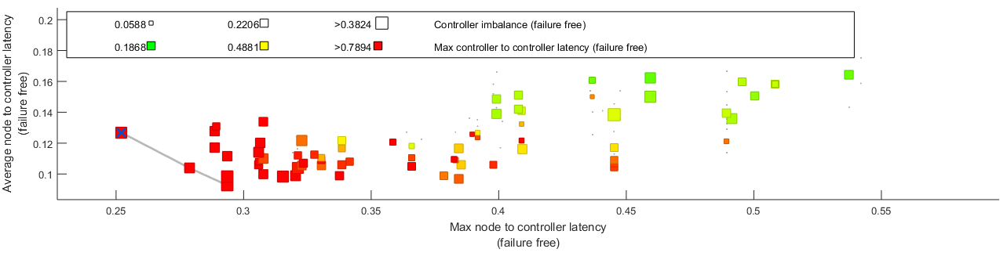 0.2
0.0588 0.2206 >0.3824 Controller imbalance (failure free)
0.18
0.1868 0.4881 >0.7894 Max controller to controller latency (failure free)
0.16
0.14
0.12
0.1
Average node to controller latency
(failure free)
0.25 0.3 0.35 0.4 0.45 0.5 0.55
Max node to controller latency
(failure free)